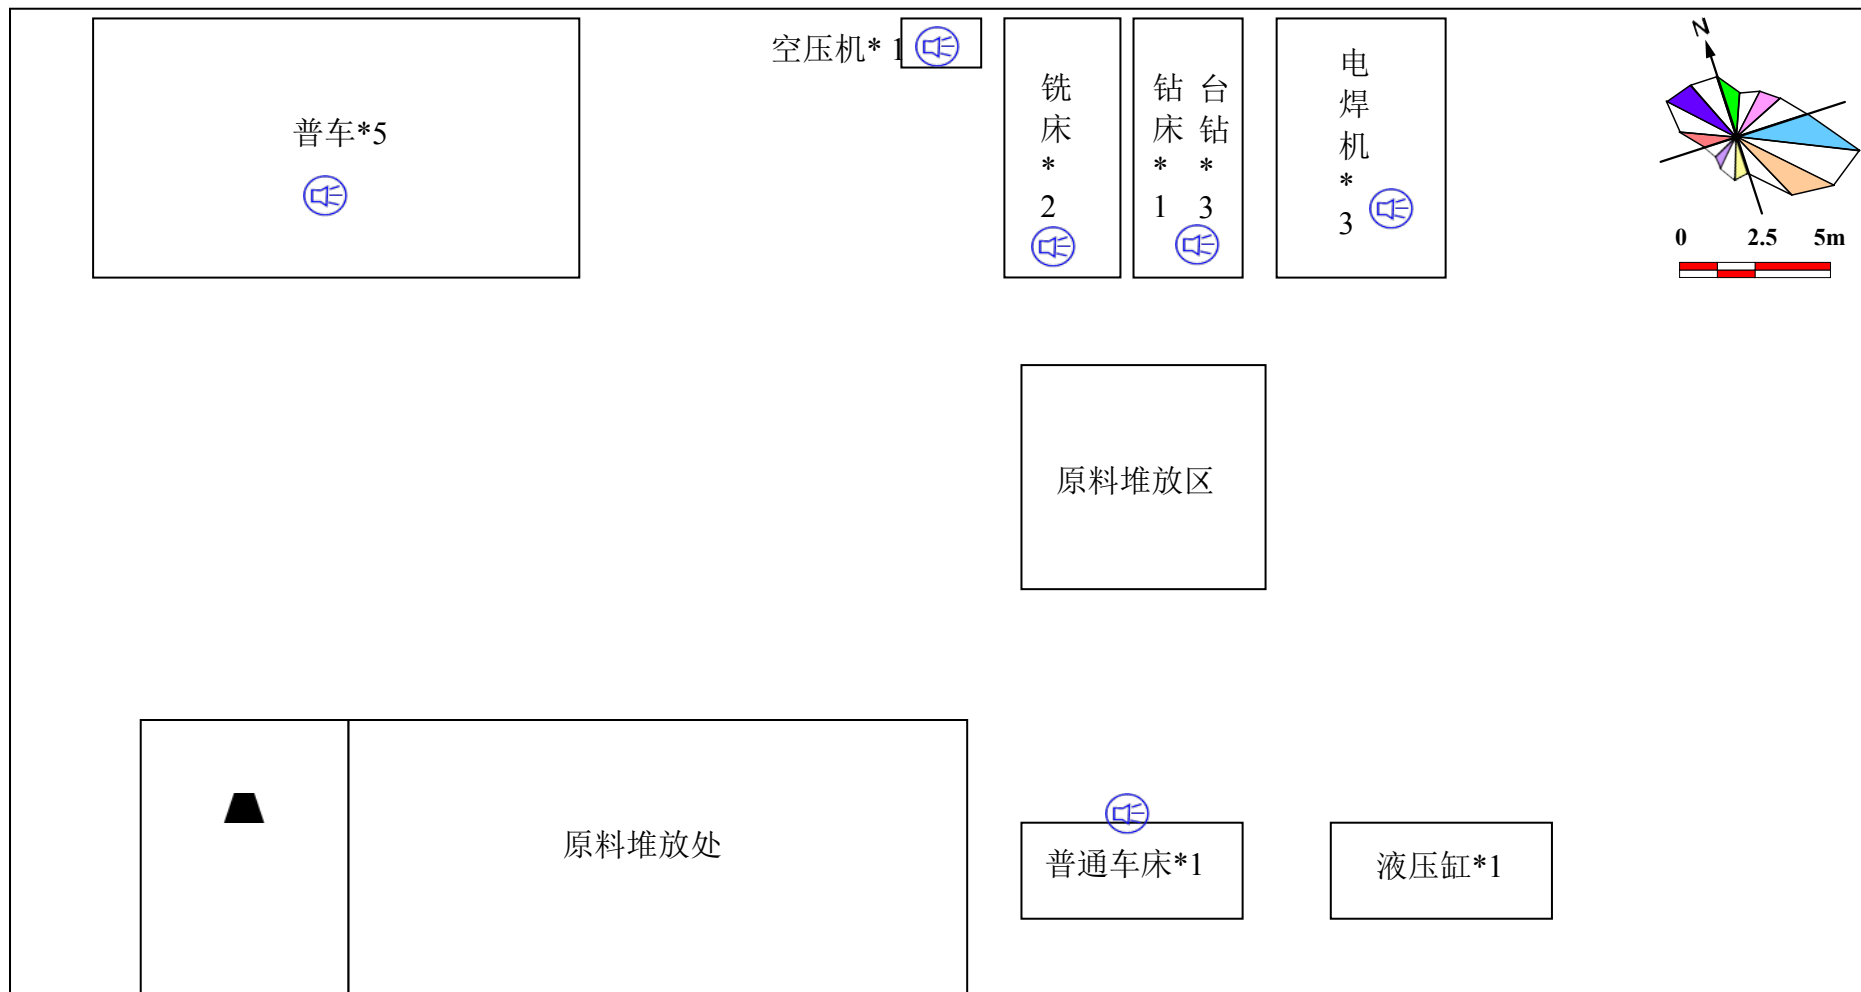 空压机* 1
普车*5
铣床*2
钻床*1
台钻*3
电焊机*3
N
0 2.5 5m
原料堆放区
原料堆放处
普通车床*1
液压缸*1